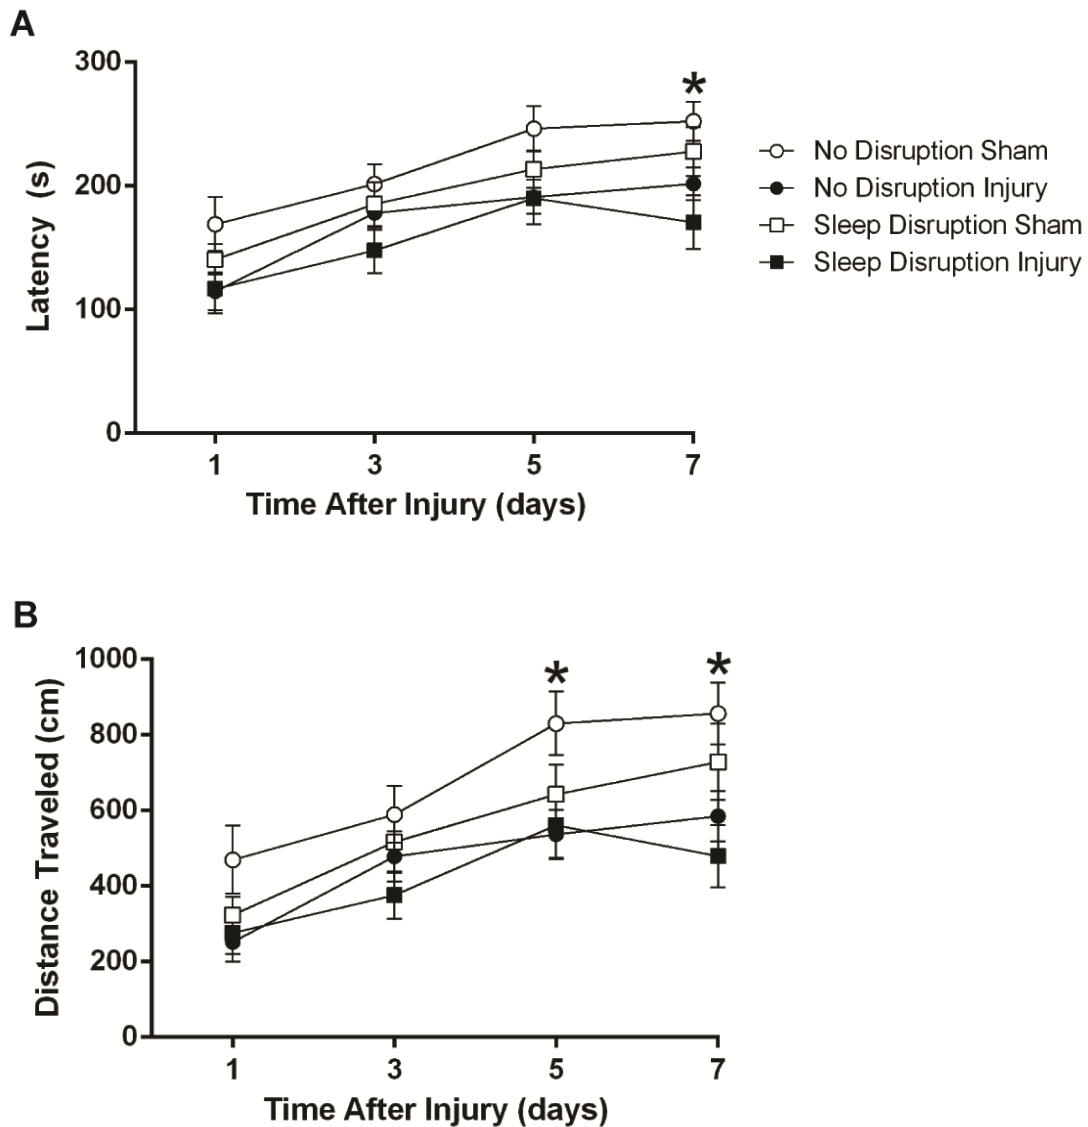 A
300
200
100
0
Latency (s)
*
1 3 5 7
Time After Injury (days)
No Disruption Sham
No Disruption Injury
Sleep Disruption Sham
Sleep Disruption Injury
B
1000
800
600
400
200
0
Distance Traveled (cm)
* *
1 3 5 7
Time After Injury (days)